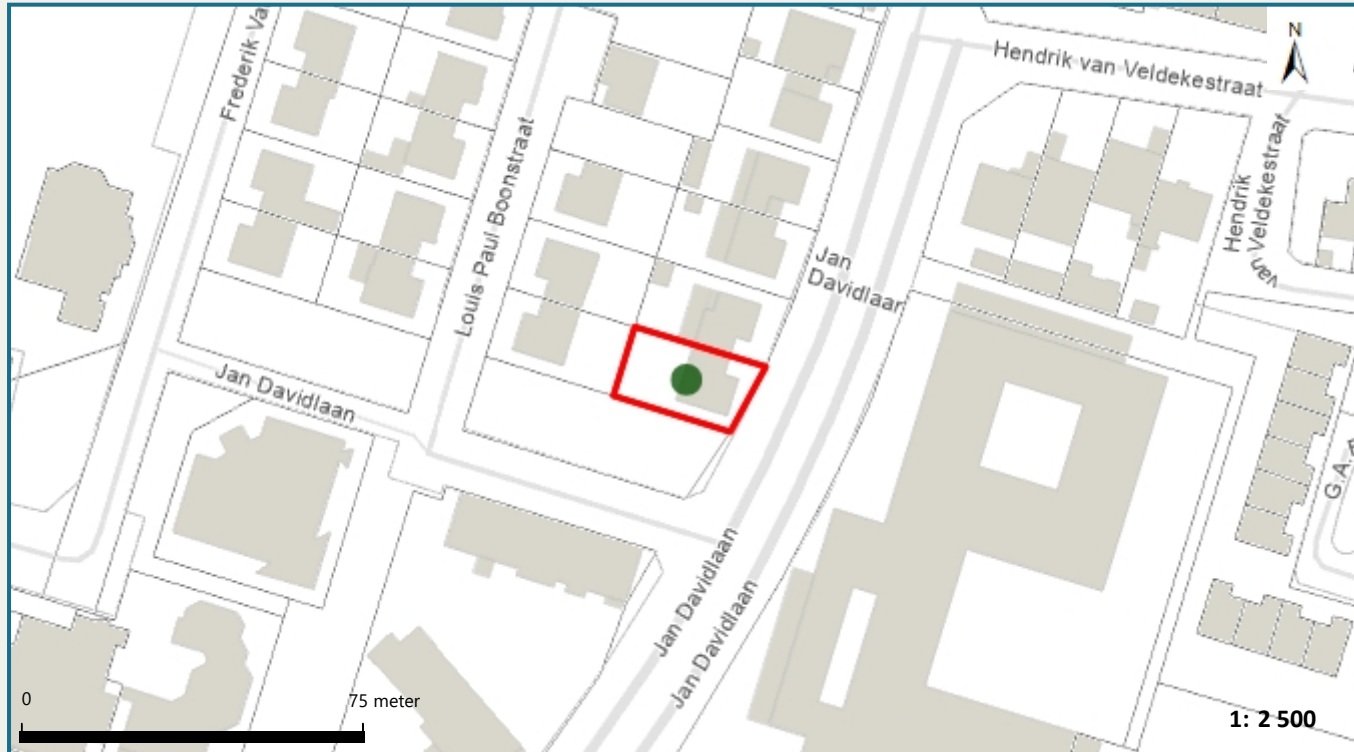 N
Hendrik van Veldekestraat
Frederik Va
Louis Paul Boonstraat
Hendrik
van Veldekestraat
Jan
Davidlaan
Jan Davidlaan
Jan Davidlaan
Jan Davidlaan
G.A.
0
75 meter
1: 2 500